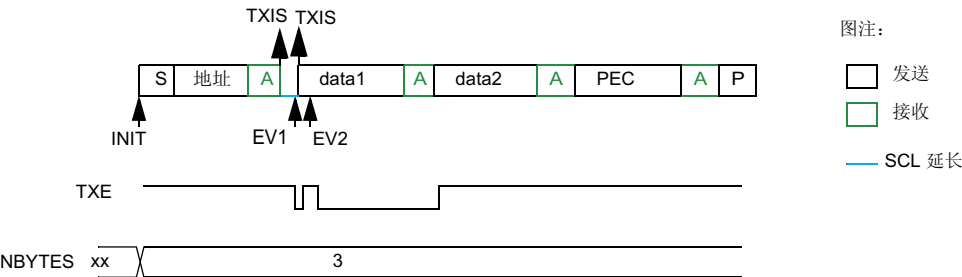 TXIS TXIS
S 地址 A data1 A data2 A PEC A P
INIT EV1 EV2
TXE
NBYTES xx 3
图注：
发送
接收
SCL 延长